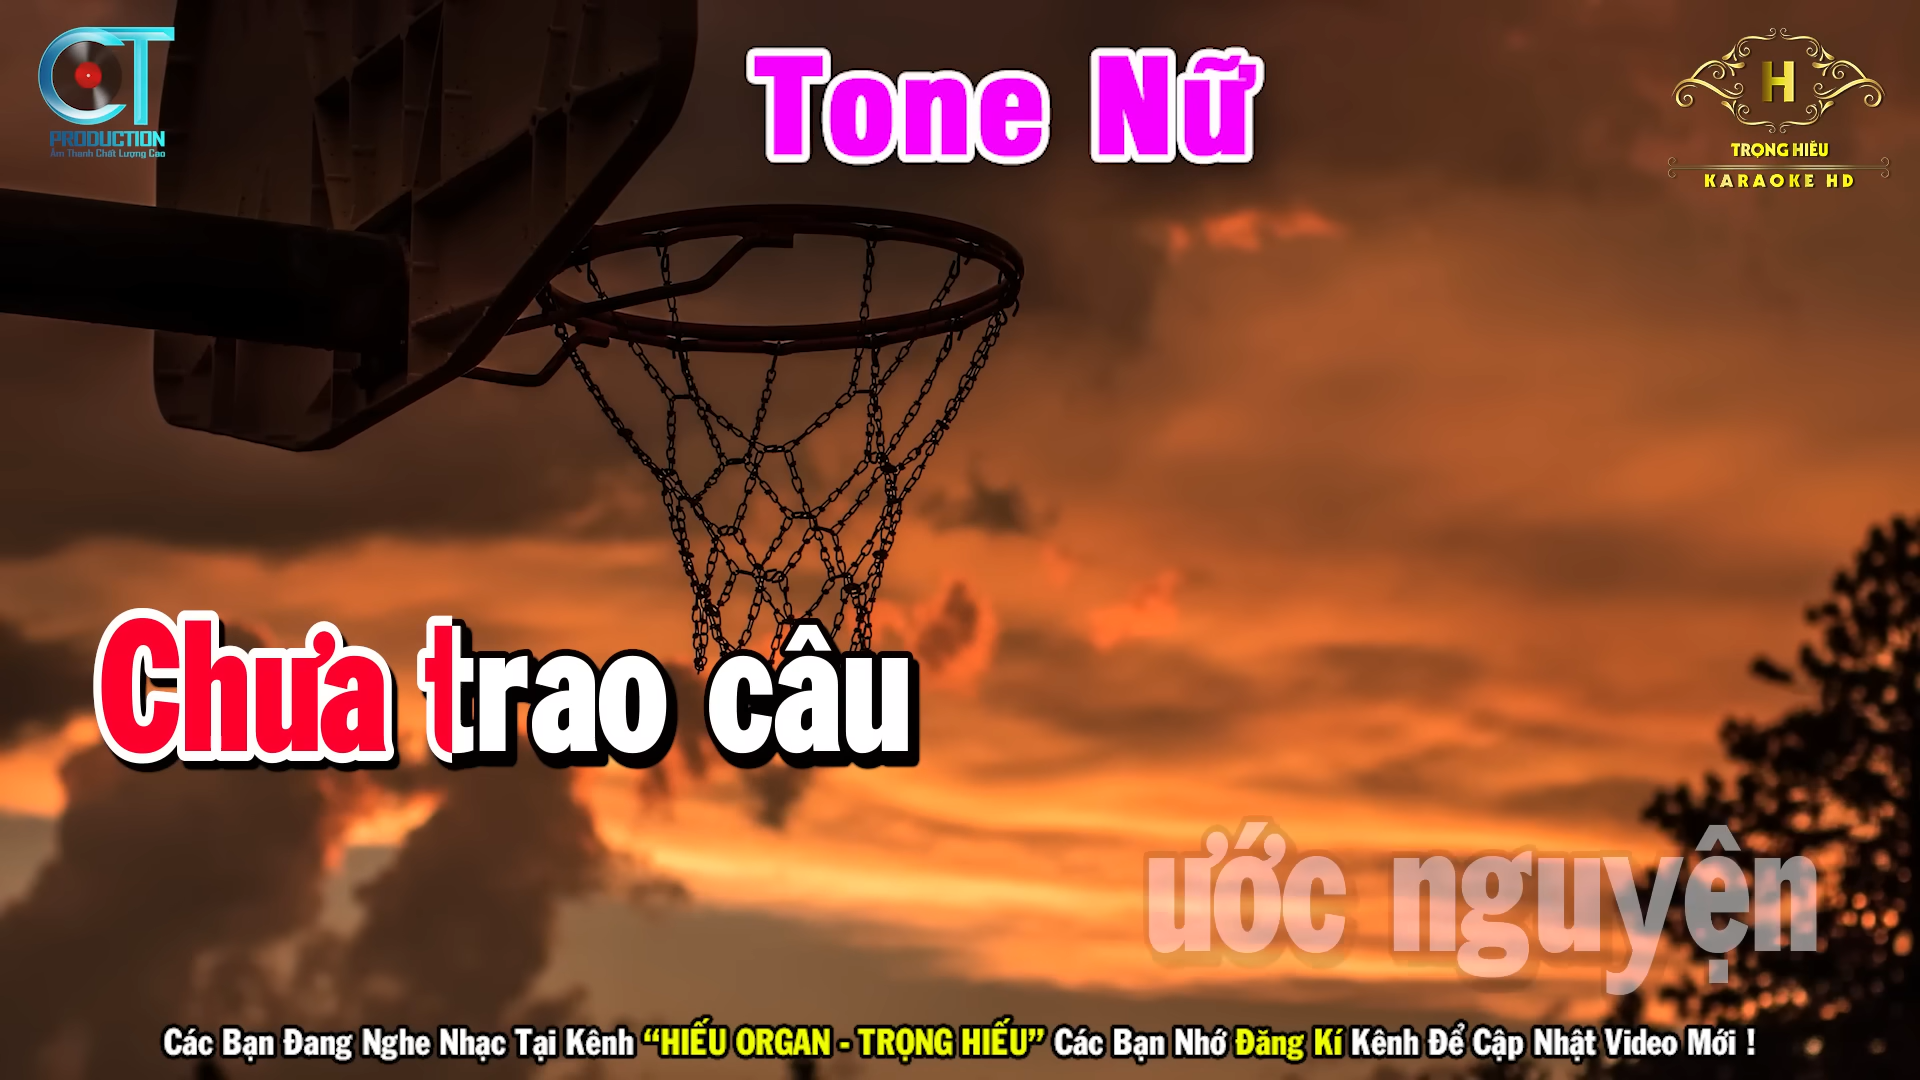 CT
PRODUCTION
Âm Thanh Chất Lượng Cao
Tone Nữ
H
TRỌNG HIẾU
KARAOKE HD
Chưa trao câu
ước nguyện
Các Bạn Đang Nghe Nhạc Tại Kênh “HIẾU ORGAN - TRỌNG HIẾU” Các Bạn Nhớ Đăng Kí Kênh Để Cập Nhật Video Mới !